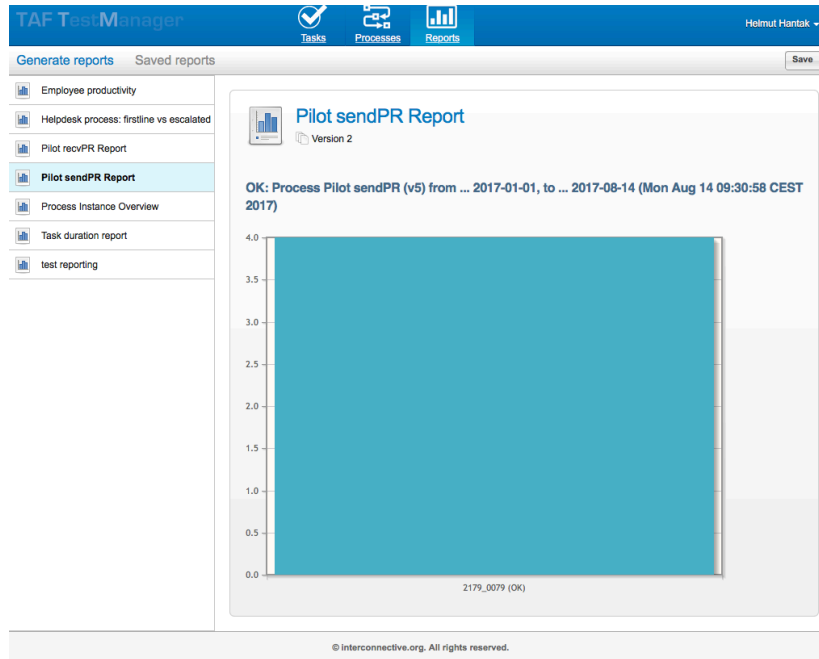 TAF TestManager
Tasks
Processes
Reports
Helmut Hantak
Generate reports
Saved reports
Save
Employee productivity
Helpdesk process: firstline vs escalated
Pilot recvPR Report
Pilot sendPR Report
Process Instance Overview
Task duration report
test reporting
Pilot sendPR Report
Version 2
OK: Process Pilot sendPR (v5) from ... 2017-01-01, to ... 2017-08-14 (Mon Aug 14 09:30:58 CEST
2017)
4.0
3.5
3.0
2.5
2.0
1.5
1.0
0.5
0.0
2179_0079 (OK)
© interconnective.org. All rights reserved.